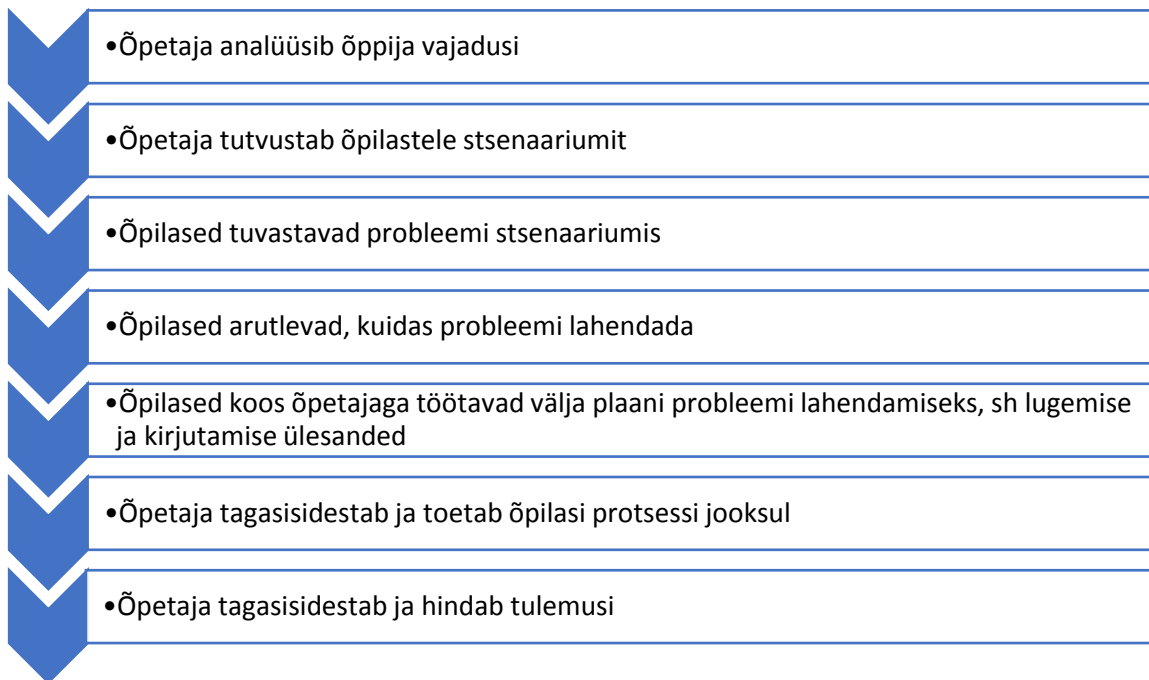 •Õpetaja analüüsib õppija vajadusi
•Õpetaja tutvustab õpilastele stsenaariumit
•Õpilased tuvastavad probleemi stsenaariumis
•Õpilased arutlevad, kuidas probleemi lahendada
•Õpilased koos õpetajaga töötavad välja plaani probleemi lahendamiseks, sh lugemise
ja kirjutamise ülesanded
•Õpetaja tagasisidestab ja toetab õpilasi protsessi jooksul
•Õpetaja tagasisidestab ja hindab tulemusi